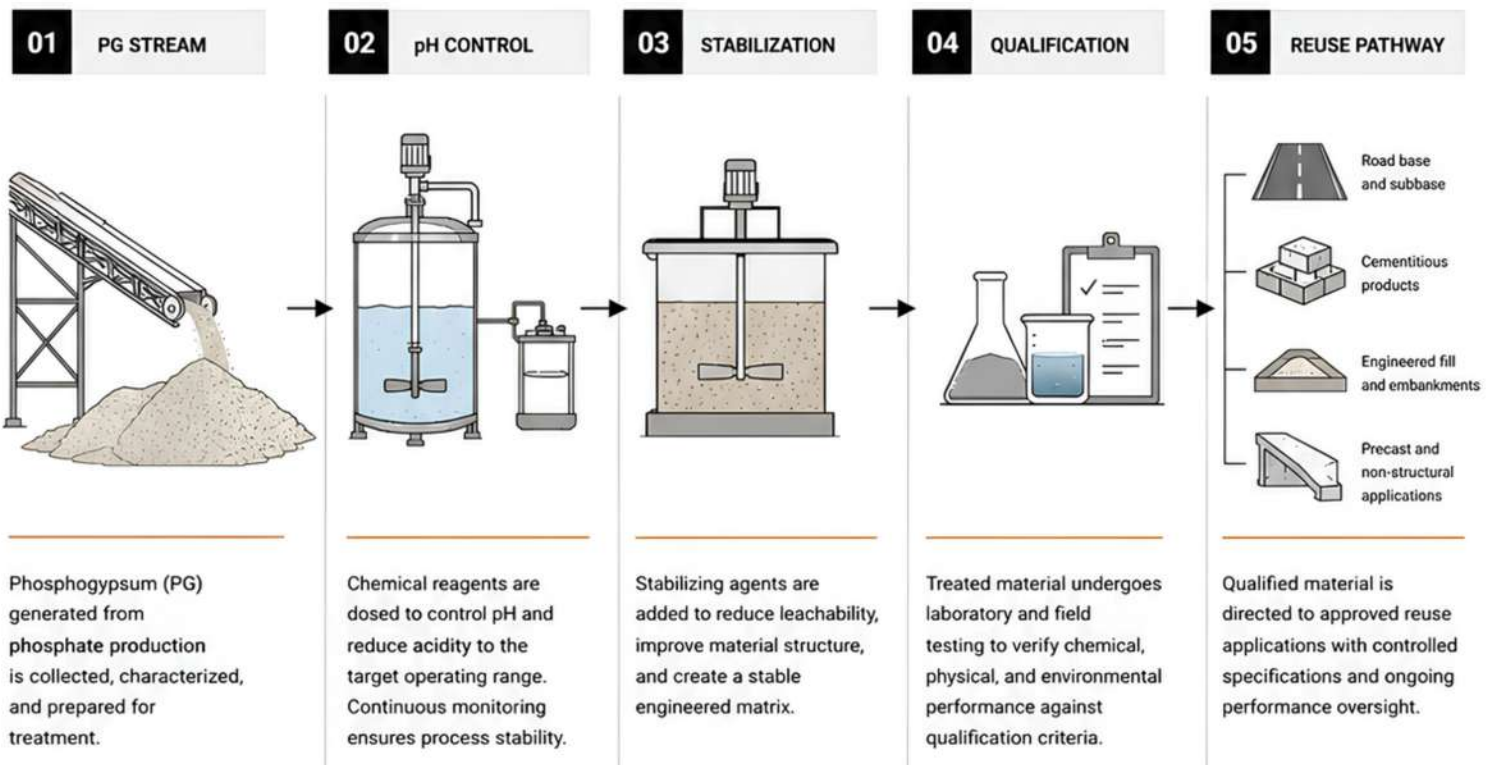 01 PG STREAM
02 pH CONTROL
03 STABILIZATION
04 QUALIFICATION
05 REUSE PATHWAY
Road base
and subbase
Cementitious
products
Engineered fill
and embankments
Precast and
non-structural
applications
Phosphogypsum (PG)
generated from
phosphate production
is collected, characterized,
and prepared for
treatment.
Chemical reagents are
dosed to control pH and
reduce acidity to the
target operating range.
Continuous monitoring
ensures process stability.
Stabilizing agents are
added to reduce leachability,
improve material structure,
and create a stable
engineered matrix.
Treated material undergoes
laboratory and field
testing to verify chemical,
physical, and environmental
performance against
qualification criteria.
Qualified material is
directed to approved reuse
applications with controlled
specifications and ongoing
performance oversight.